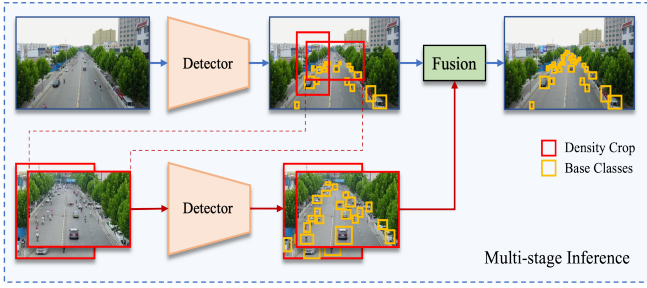 Detector
Fusion
Density Crop
Base Classes
Detector
Multi-stage Inference